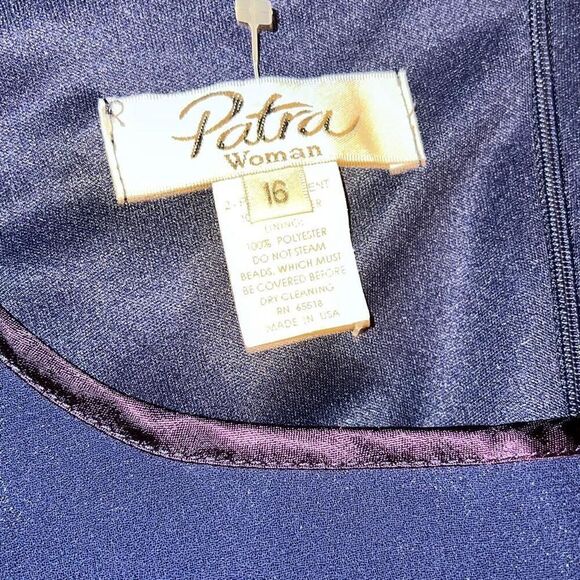 Patra
Woman
16
LINING:
100% POLYESTER
DO NOT STEAM
BEADS, WHICH MUST
BE COVERED BEFORE
DRY CLEANING
RN 65518
MADE IN USA